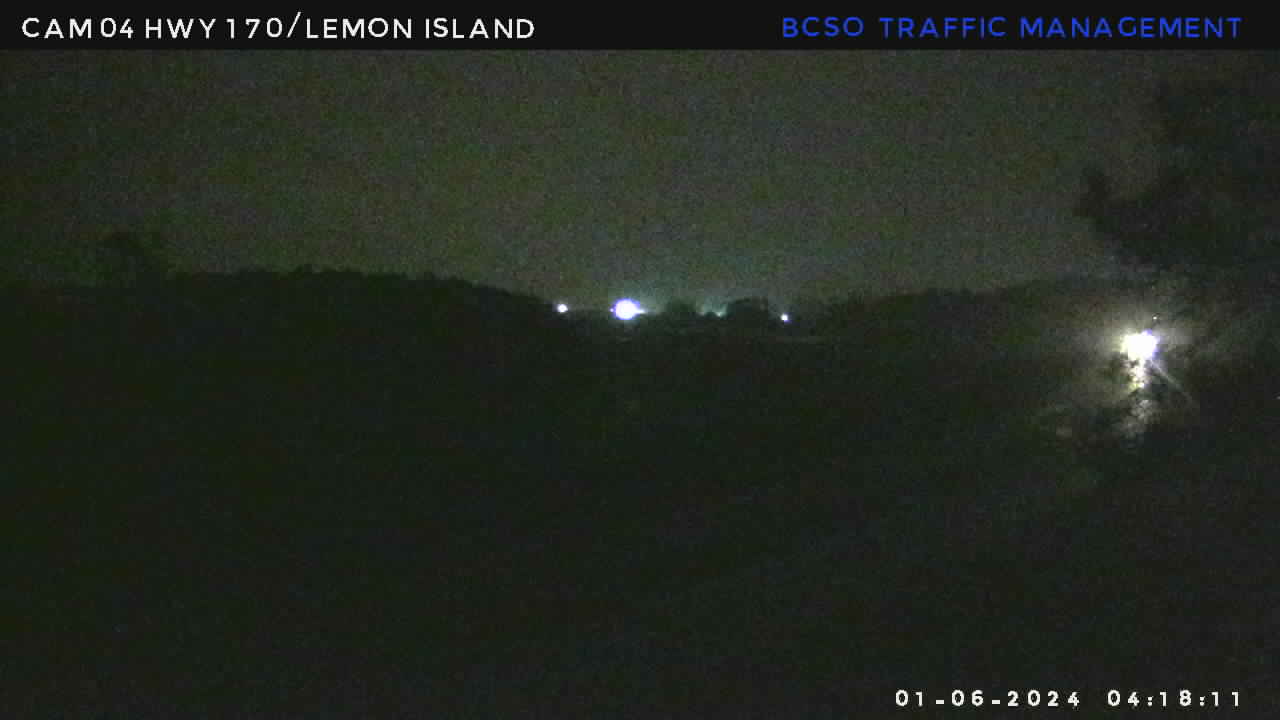 CAM04 HWY 170/LEMON ISLAND
BCSO TRAFFIC MANAGEMENT
01-06-2024 04:18:11